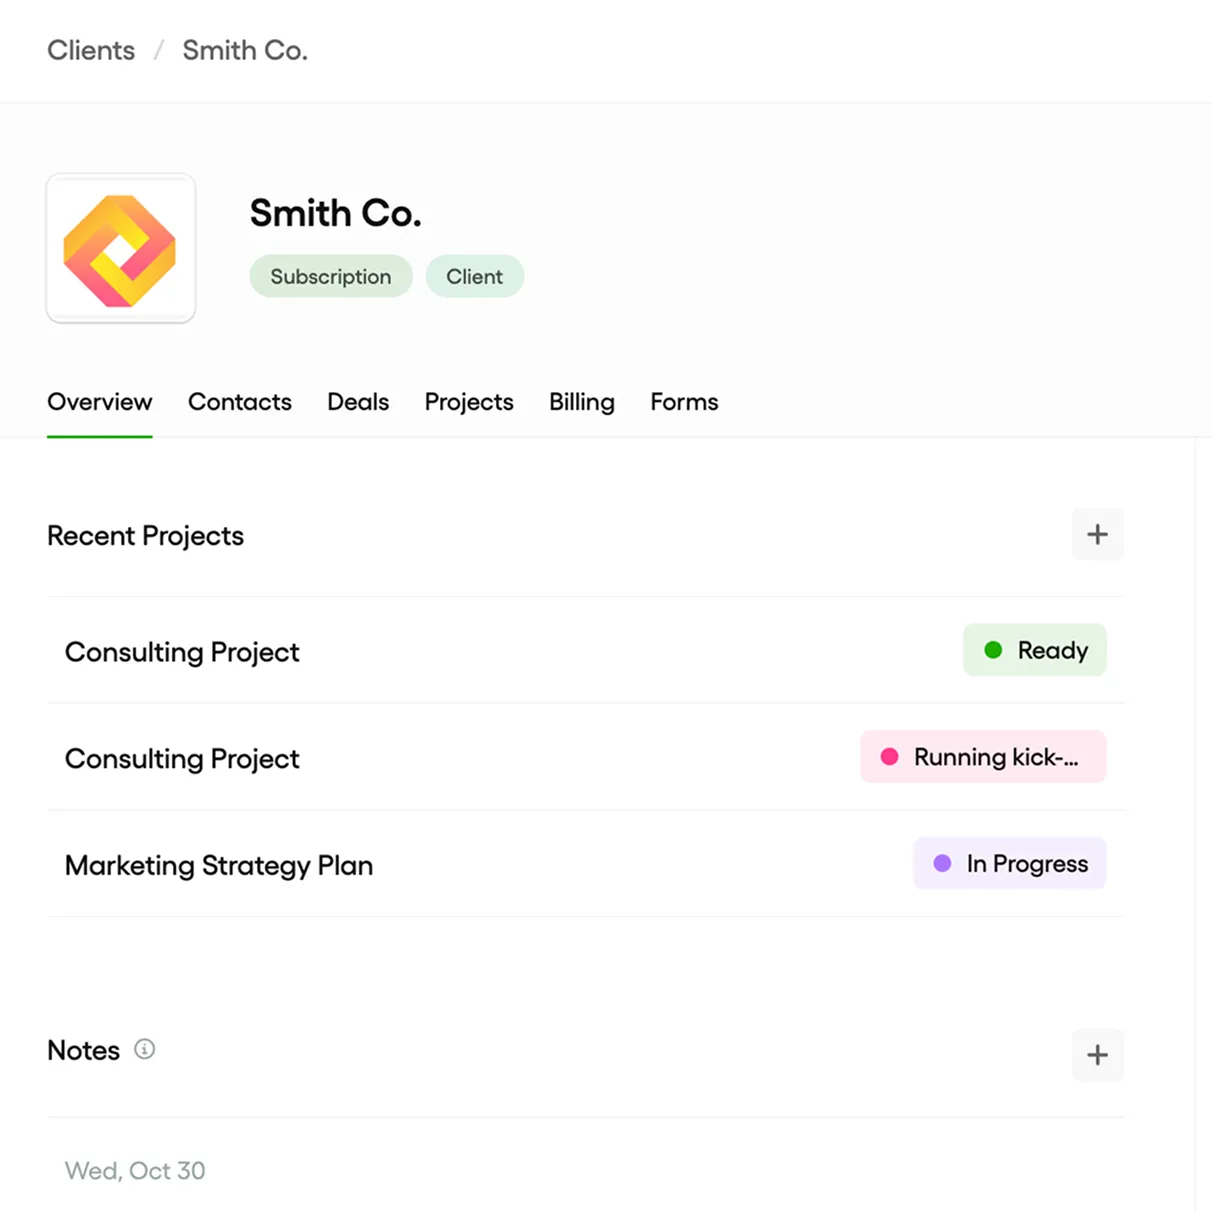 Clients / Smith Co.
Smith Co.
Subscription Client
Overview Contacts Deals Projects Billing Forms
Recent Projects +
Consulting Project Ready
Consulting Project Running kick-...
Marketing Strategy Plan In Progress
Notes +
Wed, Oct 30